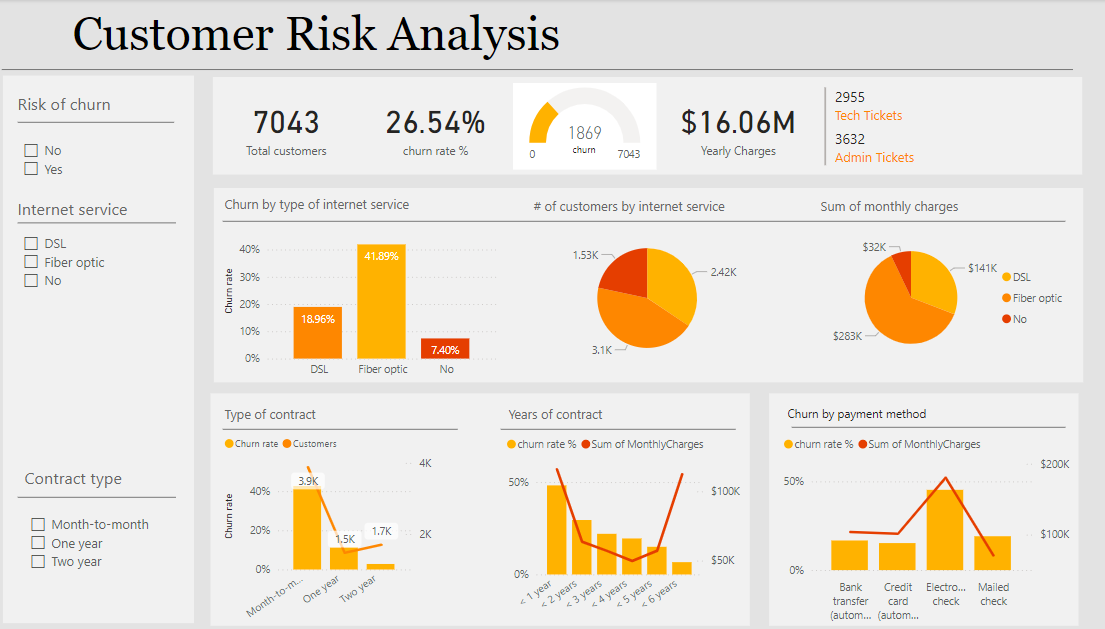 Customer Risk Analysis
Risk of churn
No
Yes
Internet service
DSL
Fiber optic
No
Contract type
Month-to-month
One year
Two year
7043
Total customers
26.54%
churn rate %
1869
churn
0
7043
$16.06M
Yearly Charges
2955
Tech Tickets
3632
Admin Tickets
Churn by type of internet service
Churn rate
40%
30%
20%
10%
0%
18.96%
41.89%
7.40%
DSL
Fiber optic
No
# of customers by internet service
1.53K
2.42K
3.1K
Sum of monthly charges
$32K
$141K
$283K
DSL
Fiber optic
No
Type of contract
Churn rate
Customers
Churn rate
40%
20%
0%
4K
2K
3.9K
1.5K
1.7K
Month-to-m...
One year
Two year
Years of contract
churn rate %
Sum of MonthlyCharges
50%
0%
$100K
$50K
< 1 year
< 2 years
< 3 years
< 4 years
< 5 years
< 6 years
Churn by payment method
churn rate %
Sum of MonthlyCharges
50%
0%
$200K
$100K
Bank
transfer
(autom...
Credit
card
(autom...
Electro...
check
Mailed
check